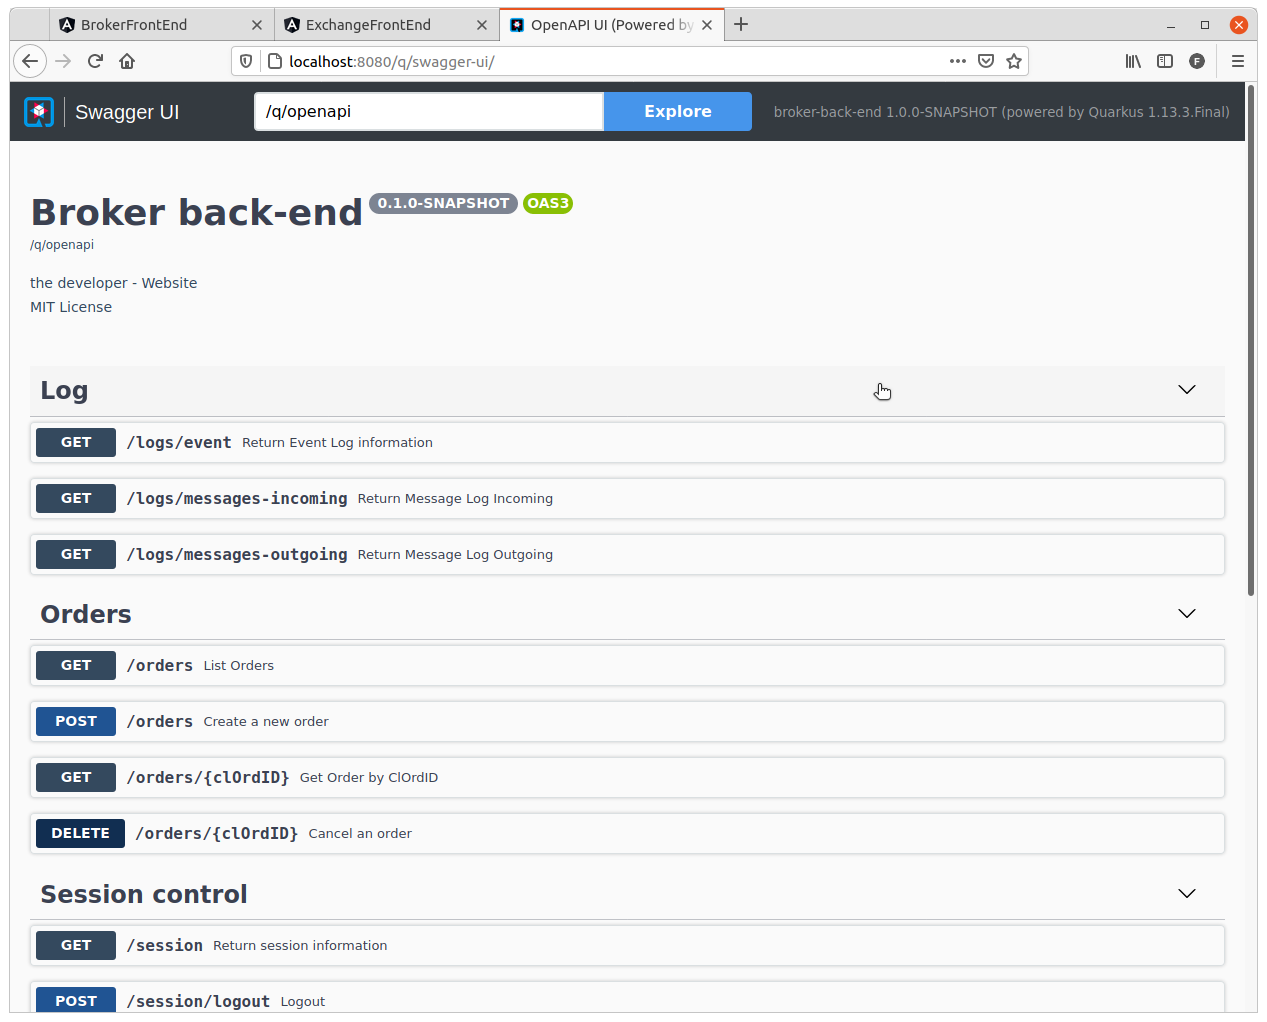 BrokerFrontEnd
ExchangeFrontEnd
OpenAPI UI (Powered by
localhost:8080/q/swagger-ui/
F
Swagger UI
/q/openapi
Explore
broker-back-end 1.0.0-SNAPSHOT (powered by Quarkus 1.13.3.Final)
Broker back-end 0.1.0-SNAPSHOT OAS3
/q/openapi
the developer - Website
MIT License
Log
GET /logs/event Return Event Log information
GET /logs/messages-incoming Return Message Log Incoming
GET /logs/messages-outgoing Return Message Log Outgoing
Orders
GET /orders List Orders
POST /orders Create a new order
GET /orders/{clOrdID} Get Order by ClOrdID
DELETE /orders/{clOrdID} Cancel an order
Session control
GET /session Return session information
POST /session/logout Logout